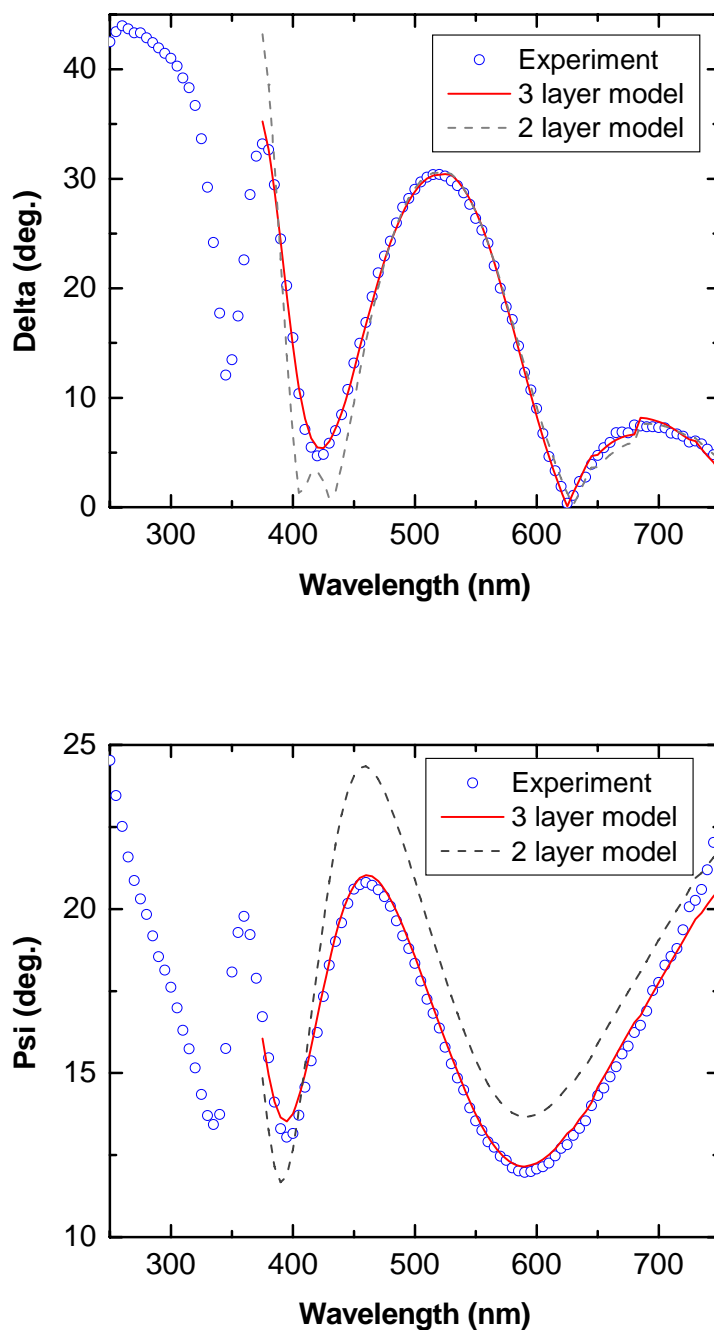 40
30
20
10
0
Delta (deg.)
Experiment
3 layer model
2 layer model
300 400 500 600 700
Wavelength (nm)
25
20
15
10
Psi (deg.)
Experiment
3 layer model
2 layer model
300 400 500 600 700
Wavelength (nm)